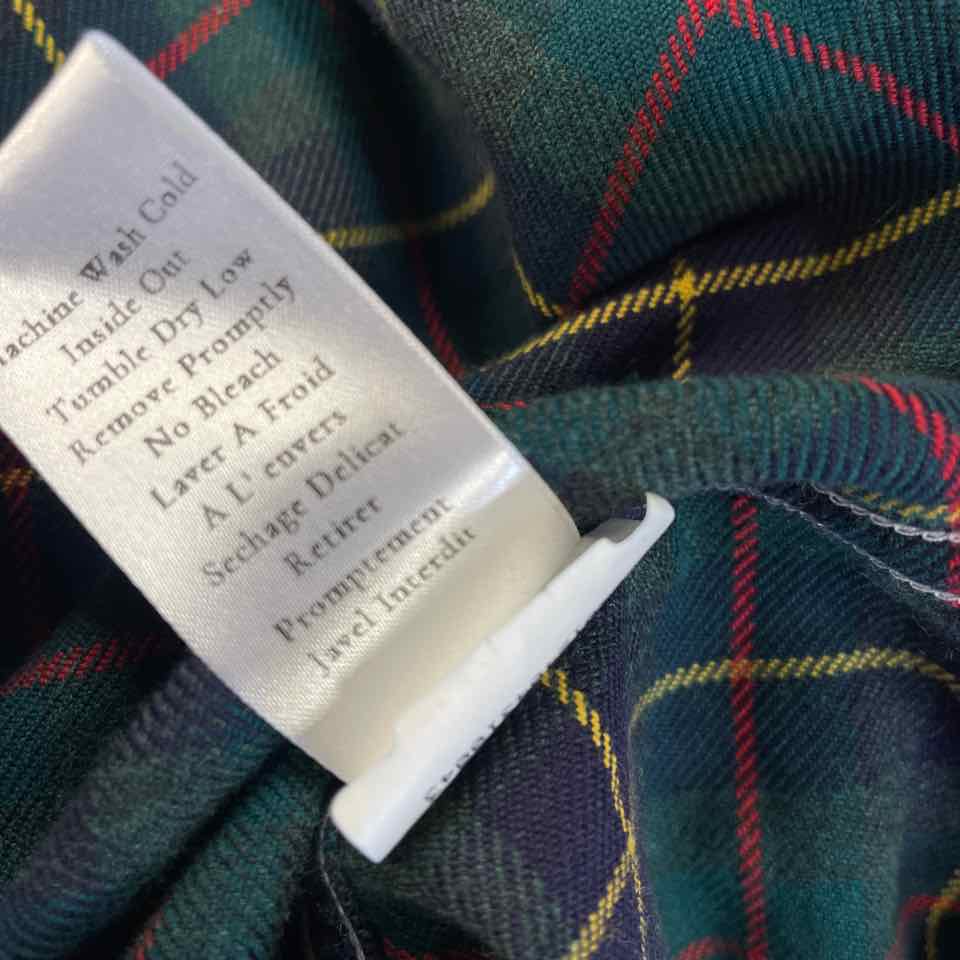 achine Wash Cold
Inside Out
Tumble Dry Low
Remove Promptly
No Bleach
Laver A Froid
A L' envers
Sechage Delicat
Retirer
Promptement
Javel Interdit